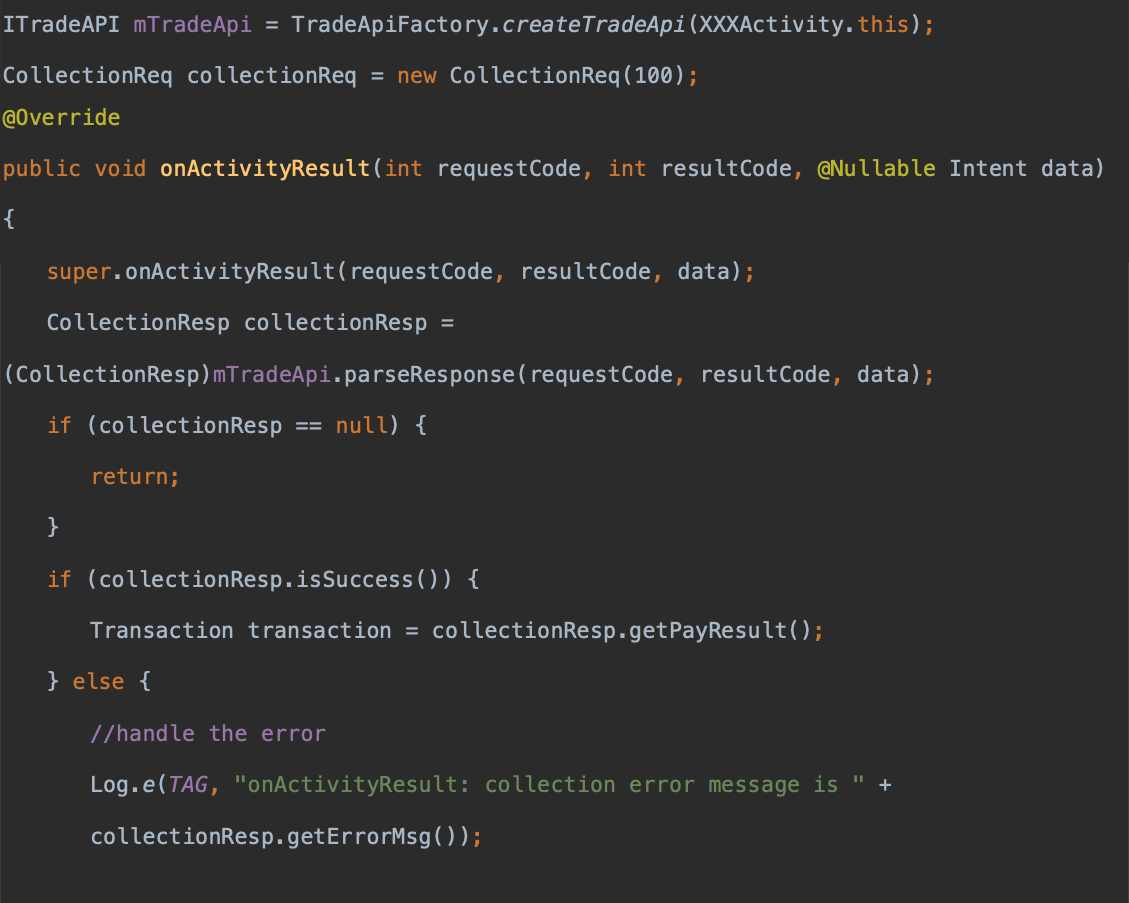 ITradeAPI mTradeApi = TradeApiFactory.createTradeApi(XXXActivity.this);
CollectionReq collectionReq = new CollectionReq(100);
@Override
public void onActivityResult(int requestCode, int resultCode, @Nullable Intent data)
{
super.onActivityResult(requestCode, resultCode, data);
CollectionResp collectionResp =
(CollectionResp)mTradeApi.parseResponse(requestCode, resultCode, data);
if (collectionResp == null) {
return;
}
if (collectionResp.isSuccess()) {
Transaction transaction = collectionResp.getPayResult();
} else {
//handle the error
Log.e(TAG, "onActivityResult: collection error message is " +
collectionResp.getErrorMsg());